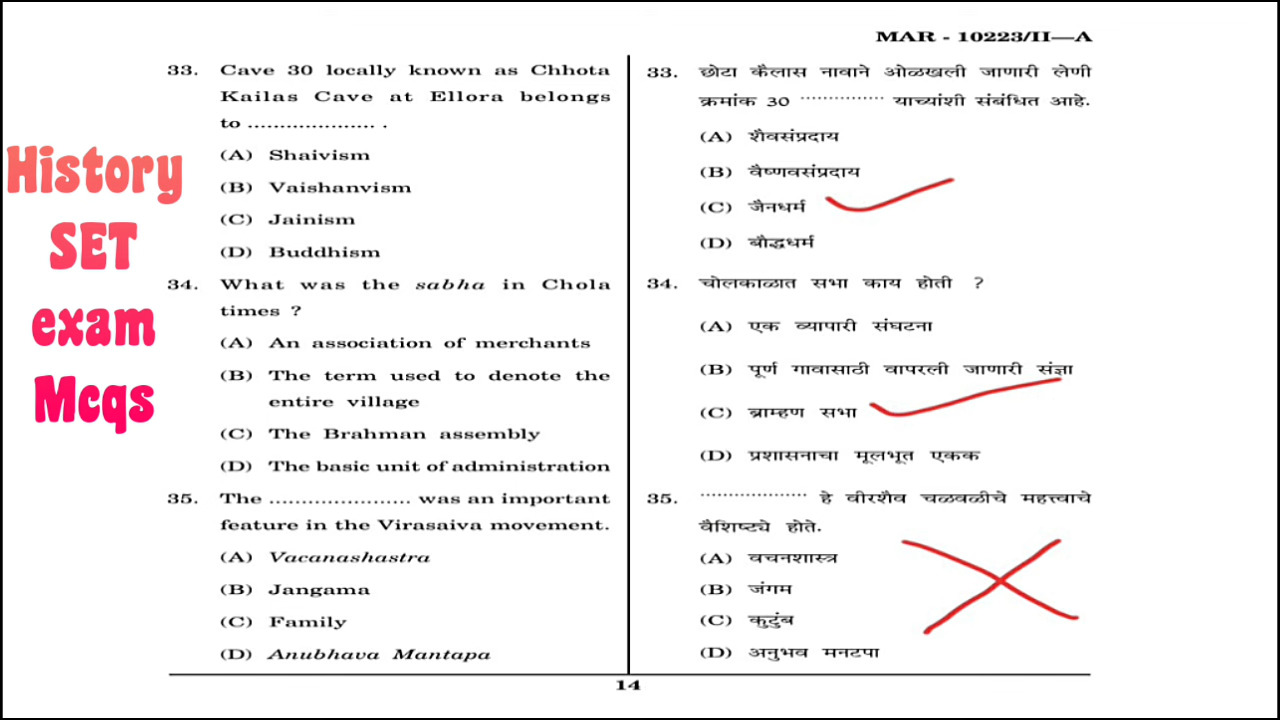 MAR - 10223/II—A
History
SET
exam
Mcqs
33. Cave 30 locally known as Chhota
Kailas Cave at Ellora belongs
to .................... .
(A) Shaivism
(B) Vaishanvism
(C) Jainism
(D) Buddhism
34. What was the sabha in Chola
times ?
(A) An association of merchants
(B) The term used to denote the
entire village
(C) The Brahman assembly
(D) The basic unit of administration
35. The ...................... was an important
feature in the Virasaiva movement.
(A) Vacanashastra
(B) Jangama
(C) Family
(D) Anubhava Mantapa
33. छोटा कैलास नावाने ओळखली जाणारी लेणी
क्रमांक 30 ............... याच्यांशी संबंधित आहे.
(A) शैवसंप्रदाय
(B) वैष्णवसंप्रदाय
(C) जैनधर्म
(D) बौद्धधर्म
34. चोलकाळात सभा काय होती ?
(A) एक व्यापारी संघटना
(B) पूर्ण गावासाठी वापरली जाणारी संज्ञा
(C) ब्राम्हण सभा
(D) प्रशासनाचा मूलभूत एकक
35. ................... हे वीरशैव चळवळीचे महत्त्वाचे
वैशिष्ट्ये होते.
(A) वचनशास्त्र
(B) जंगम
(C) कुटुंब
(D) अनुभव मनटपा
14